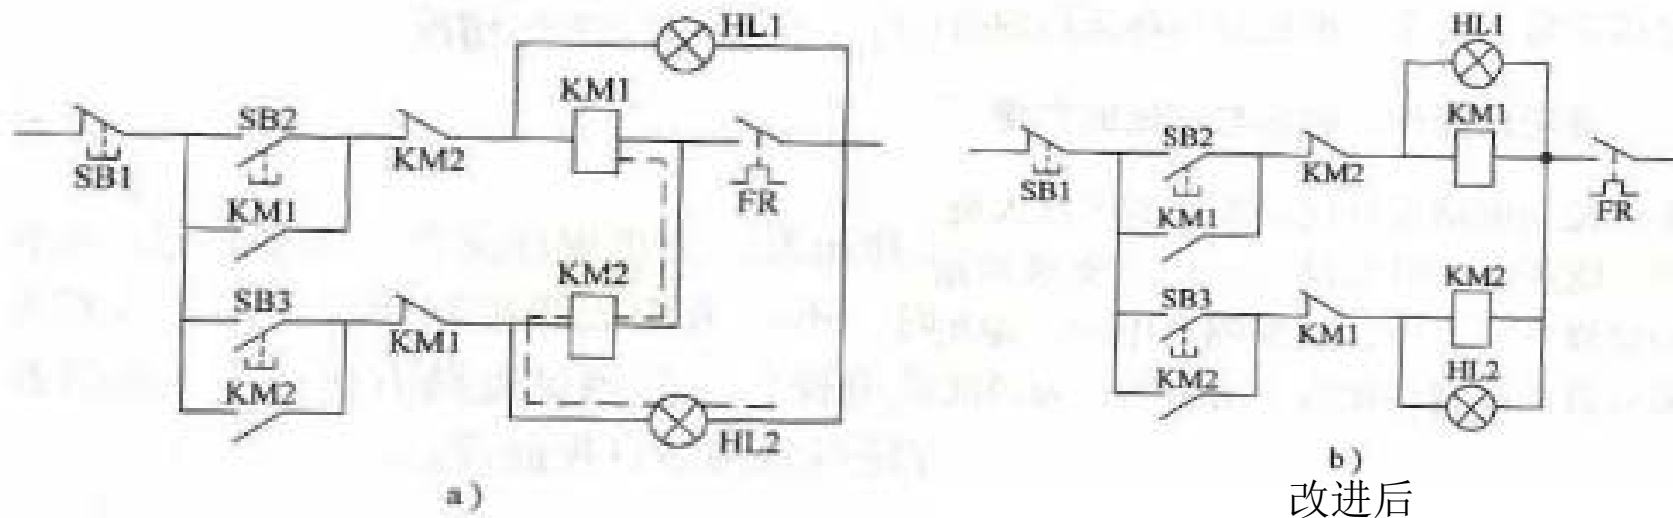 HL1
KM1
SB2
SB1
KM2
KM1
FR
KM2
SB3
KM1
KM2
HL2
a)
HL1
KM1
SB2
SB1
KM2
KM1
FR
KM2
SB3
KM1
KM2
HL2
b)
改进后